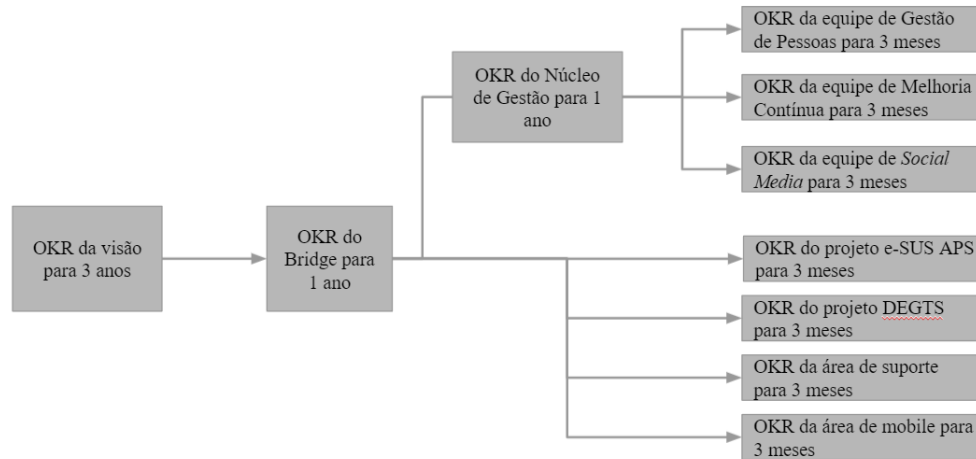 OKR da visão
para 3 anos
OKR do
Bridge para
1 ano
OKR do Núcleo
de Gestão para 1
ano
OKR da equipe de Gestão
de Pessoas para 3 meses
OKR da equipe de Melhoria
Contínua para 3 meses
OKR da equipe de Social
Media para 3 meses
OKR do projeto e-SUS APS
para 3 meses
OKR do projeto DEGTS
para 3 meses
OKR da área de suporte
para 3 meses
OKR da área de mobile para
3 meses